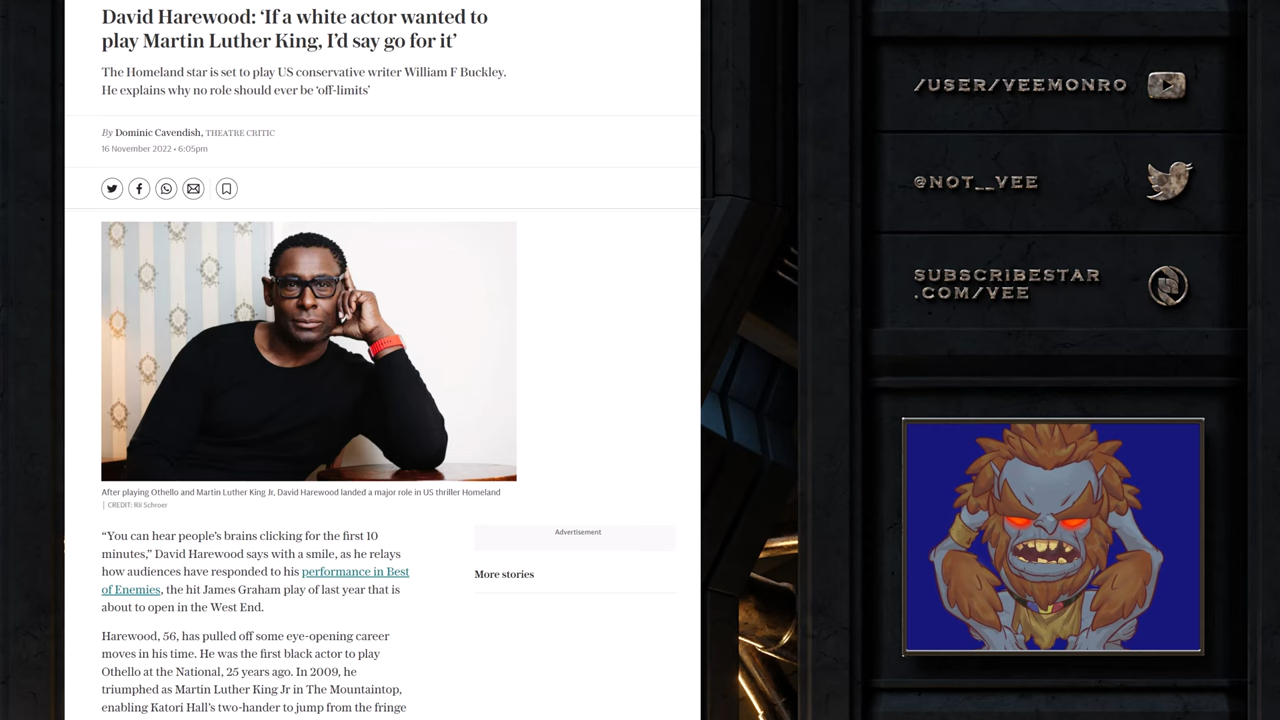 David Harewood: ‘If a white actor wanted to
play Martin Luther King, I’d say go for it’
The Homeland star is set to play US conservative writer William F Buckley.
He explains why no role should ever be ‘off-limits’
By Dominic Cavendish, THEATRE CRITIC
16 November 2022 • 6:05pm
After playing Othello and Martin Luther King Jr, David Harewood landed a major role in US thriller Homeland
| CREDIT: Rii Schroer
“You can hear people’s brains clicking for the first 10
minutes,” David Harewood says with a smile, as he relays
how audiences have responded to his performance in Best
of Enemies, the hit James Graham play of last year that is
about to open in the West End.
Harewood, 56, has pulled off some eye-opening career
moves in his time. He was the first black actor to play
Othello at the National, 25 years ago. In 2009, he
triumphed as Martin Luther King Jr in The Mountaintop,
enabling Katori Hall’s two-hander to jump from the fringe
Advertisement
More stories
/USER/VEEMONRO
@NOT__VEE
SUBSCRIBESTAR
.COM/VEE